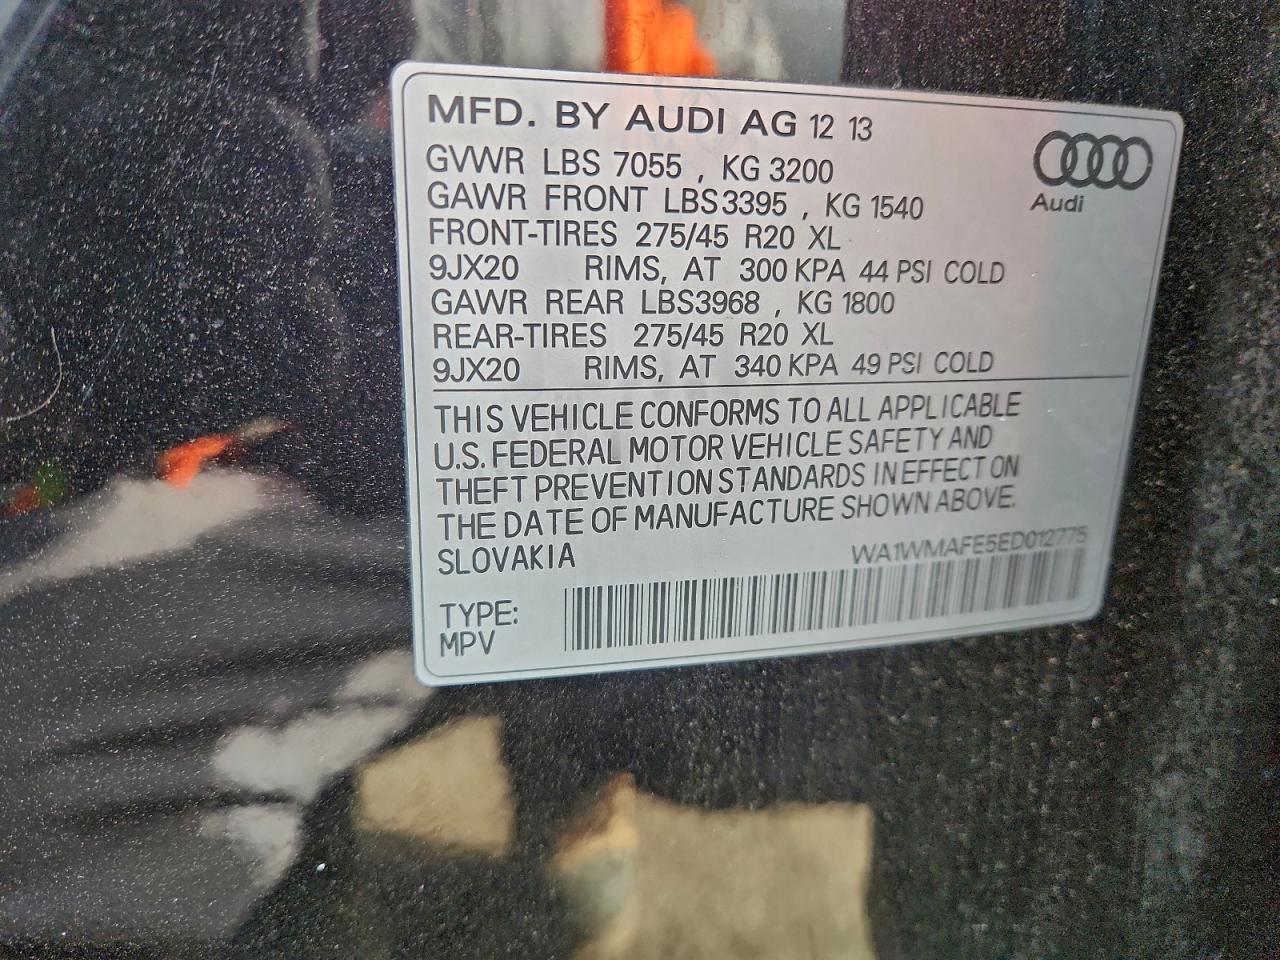 MFD. BY AUDI AG 12 13
GVWR LBS 7055 , KG 3200
GAWR FRONT LBS3395 , KG 1540
FRONT-TIRES 275/45 R20 XL
9JX20 RIMS, AT 300 KPA 44 PSI COLD
GAWR REAR LBS3968 , KG 1800
REAR-TIRES 275/45 R20 XL
9JX20 RIMS, AT 340 KPA 49 PSI COLD
Audi
THIS VEHICLE CONFORMS TO ALL APPLICABLE
U.S. FEDERAL MOTOR VEHICLE SAFETY AND
THEFT PREVENTION STANDARDS IN EFFECT ON
THE DATE OF MANUFACTURE SHOWN ABOVE.
SLOVAKIA
WA1WMAFE5ED012775
TYPE:
MPV